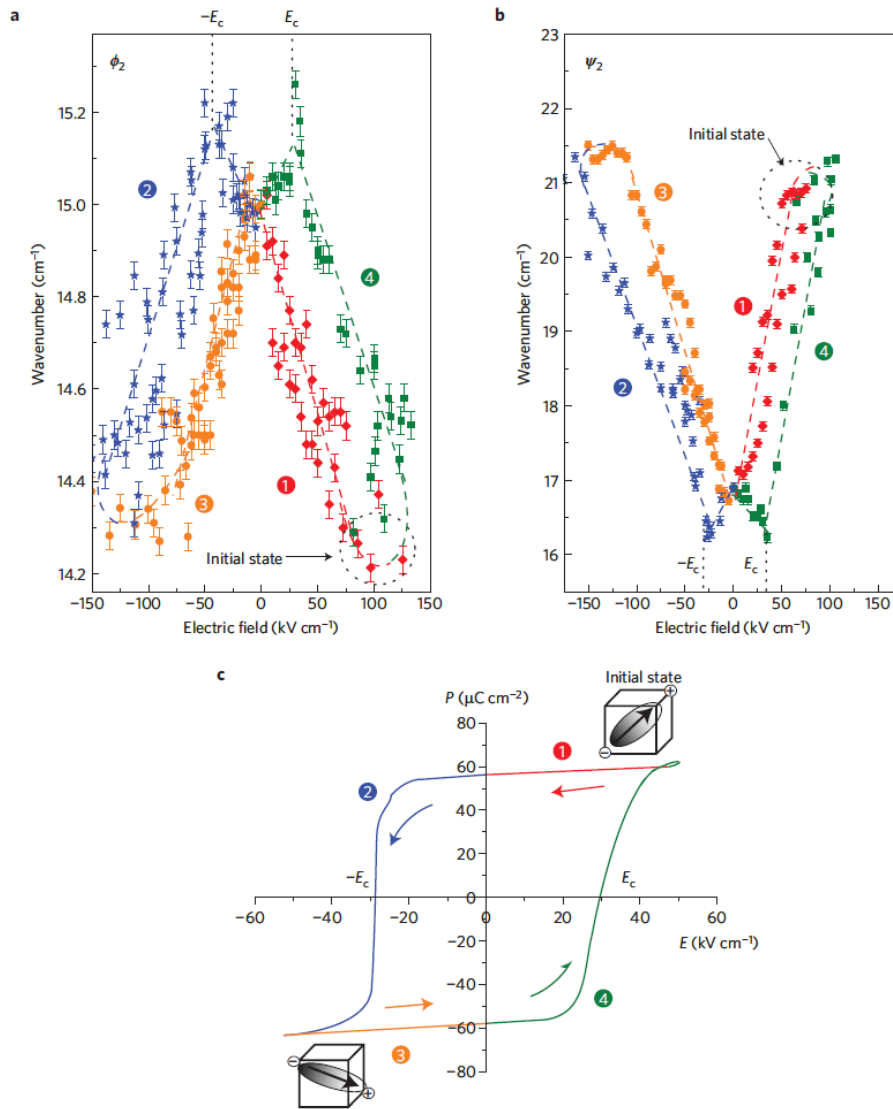 a
−Ec Ec
ϕ2
15.2
15.0
14.8
14.6
14.4
14.2
Wavenumber (cm−1)
2
4
3
1
Initial state
−150 −100 −50 0 50 100 150
Electric field (kV cm−1)
b
ψ2
23
22
21
20
19
18
17
16
Wavenumber (cm−1)
Initial state
3
1
2
4
−Ec Ec
−150 −100 −50 0 50 100 150
Electric field (kV cm−1)
c
P (μC cm−2)
Initial state
80
60
40
20
0
−20
−40
−60
−80
1
2
−Ec Ec
−60 −40 −20 0 20 40 60
E (kV cm−1)
4
3
+
−
−
+